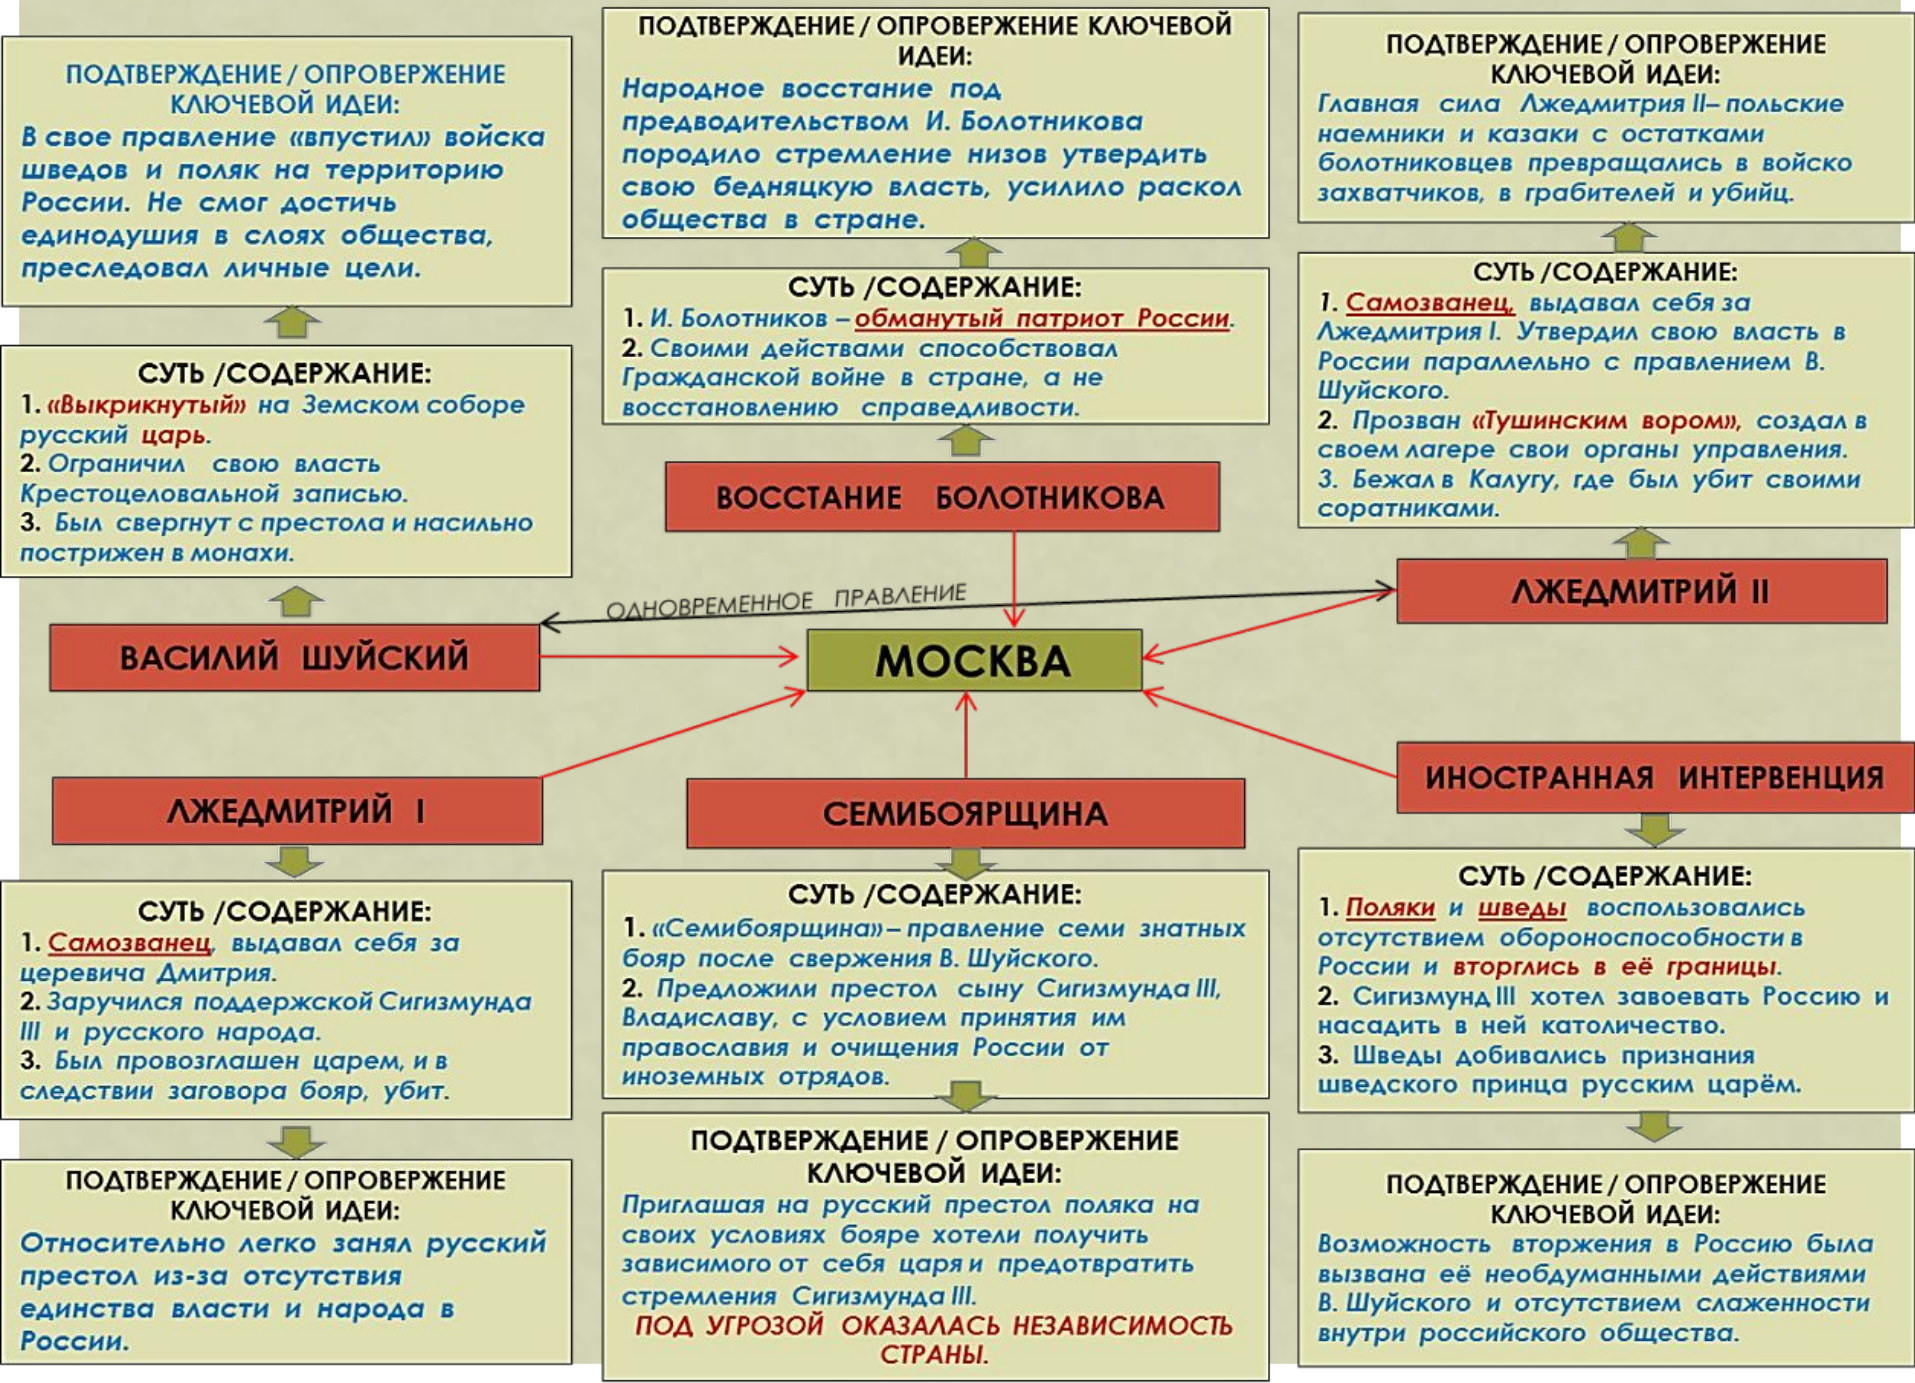 ПОДТВЕРЖДЕНИЕ / ОПРОВЕРЖЕНИЕ
КЛЮЧЕВОЙ ИДЕИ:
В свое правление «впустил» войска
шведов и поляк на территорию
России. Не смог достичь
единодушия в слоях общества,
преследовал личные цели.
СУТЬ /СОДЕРЖАНИЕ:
1. «Выкрикнутый» на Земском соборе
русский царь.
2. Ограничил свою власть
Крестоцеловальной записью.
3. Был свергнут с престола и насильно
пострижен в монахи.
ВАСИЛИЙ ШУЙСКИЙ
ПОДТВЕРЖДЕНИЕ / ОПРОВЕРЖЕНИЕ КЛЮЧЕВОЙ
ИДЕИ:
Народное восстание под
предводительством И. Болотникова
породило стремление низов утвердить
свою бедняцкую власть, усилило раскол
общества в стране.
СУТЬ /СОДЕРЖАНИЕ:
1. И. Болотников – обманутый патриот России.
2. Своими действами способствовал
Гражданской войне в стране, а не
восстановлению справедливости.
ВОССТАНИЕ БОЛОТНИКОВА
ПОДТВЕРЖДЕНИЕ / ОПРОВЕРЖЕНИЕ
КЛЮЧЕВОЙ ИДЕИ:
Главная сила Лжедмитрия II– польские
наемники и казаки с остатками
болотниковцев превращались в войско
захватчиков, в грабителей и убийц.
СУТЬ /СОДЕРЖАНИЕ:
1. Самозванец, выдавал себя за
Лжедмитрия I. Утвердил свою власть в
России параллельно с правлением В.
Шуйского.
2. Прозван «Тушинским вором», создал в
своем лагере свои органы управления.
3. Бежал в Калугу, где был убит своими
соратниками.
ЛЖЕДМИТРИЙ II
ОДНОВРЕМЕННОЕ ПРАВЛЕНИЕ
МОСКВА
ЛЖЕДМИТРИЙ I
СУТЬ /СОДЕРЖАНИЕ:
1. Самозванец, выдавал себя за
церевича Дмитрия.
2. Заручился поддержской Сигизмунда
III и русского народа.
3. Был провозглашен царем, и в
следствии заговора бояр, убит.
ПОДТВЕРЖДЕНИЕ / ОПРОВЕРЖЕНИЕ
КЛЮЧЕВОЙ ИДЕИ:
Относительно легко занял русский
престол из-за отсутствия
единства власти и народа в
России.
СЕМИБОЯРЩИНА
СУТЬ /СОДЕРЖАНИЕ:
1. «Семибоярщина» – правление семи знатных
бояр после свержения В. Шуйского.
2. Предложили престол сыну Сигизмунда III,
Владиславу, с условием принятия им
православия и очищения России от
иноземных отрядов.
ПОДТВЕРЖДЕНИЕ / ОПРОВЕРЖЕНИЕ
КЛЮЧЕВОЙ ИДЕИ:
Приглашая на русский престол поляка на
своих условиях бояре хотели получить
зависимого от себя царя и предотвратить
стремления Сигизмунда III.
ПОД УГРОЗОЙ ОКАЗАЛАСЬ НЕЗАВИСИМОСТЬ
СТРАНЫ.
ИНОСТРАННАЯ ИНТЕРВЕНЦИЯ
СУТЬ /СОДЕРЖАНИЕ:
1. Поляки и шведы воспользовались
отсутствием обороноспособности в
России и вторглись в её границы.
2. Сигизмунд III хотел завоевать Россию и
насадить в ней католичество.
3. Шведы добивались признания
шведского принца русским царём.
ПОДТВЕРЖДЕНИЕ / ОПРОВЕРЖЕНИЕ
КЛЮЧЕВОЙ ИДЕИ:
Возможность вторжения в Россию была
вызвана её необдуманными действиями
В. Шуйского и отсутствием слаженности
внутри российского общества.